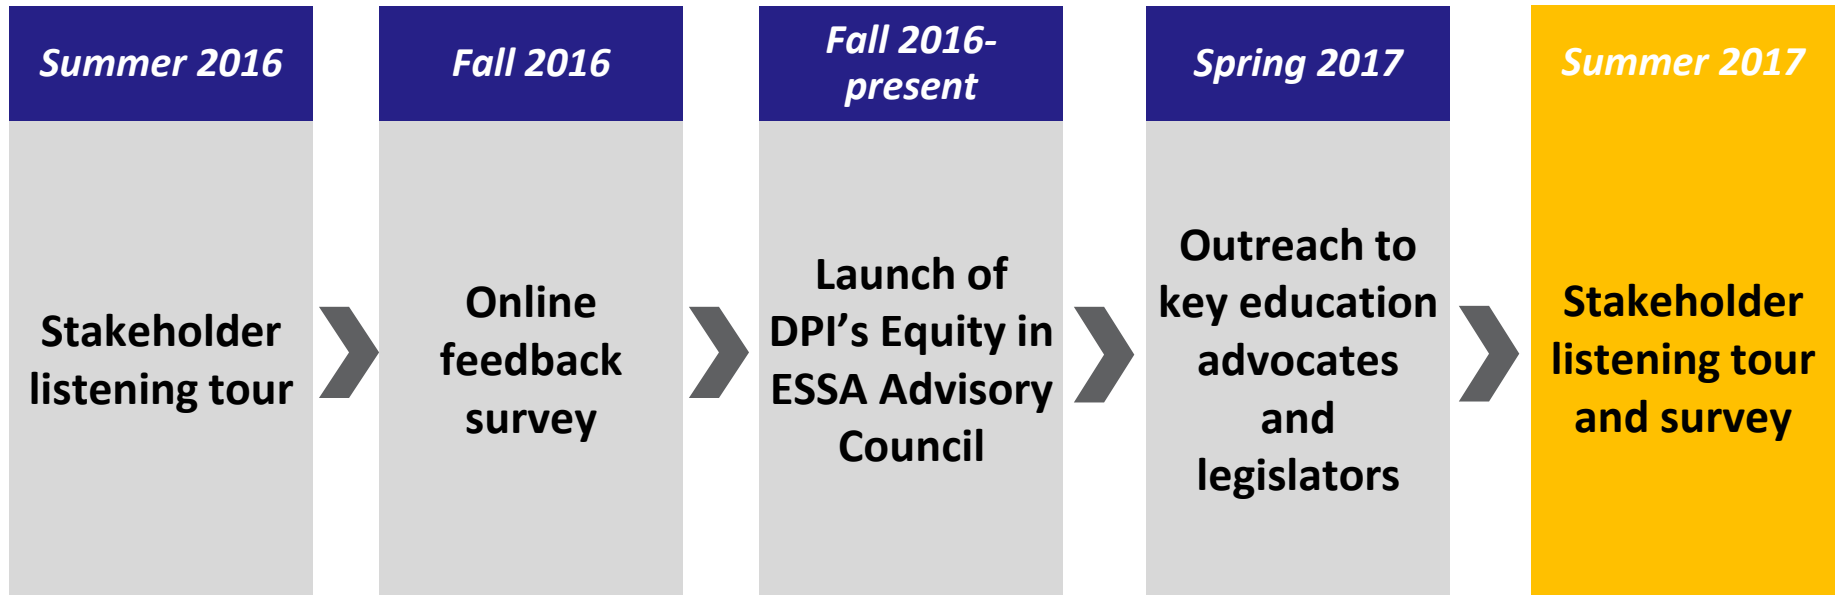 Summer 2016
Stakeholder
listening tour
Fall 2016
Online
feedback
survey
Fall 2016-
present
Launch of
DPI’s Equity in
ESSA Advisory
Council
Spring 2017
Outreach to
key education
advocates
and
legislators
Summer 2017
Stakeholder
listening tour
and survey